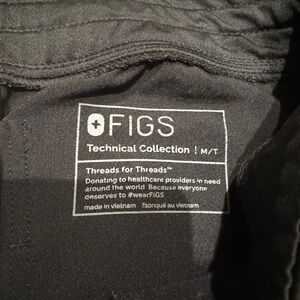 FIGS
Technical Collection | M/T
Threads for Threads™
Donating to healthcare providers in need
around the world. Because everyone
deserves to #wearFIGS
made in vietnam fabriqué au vietnam